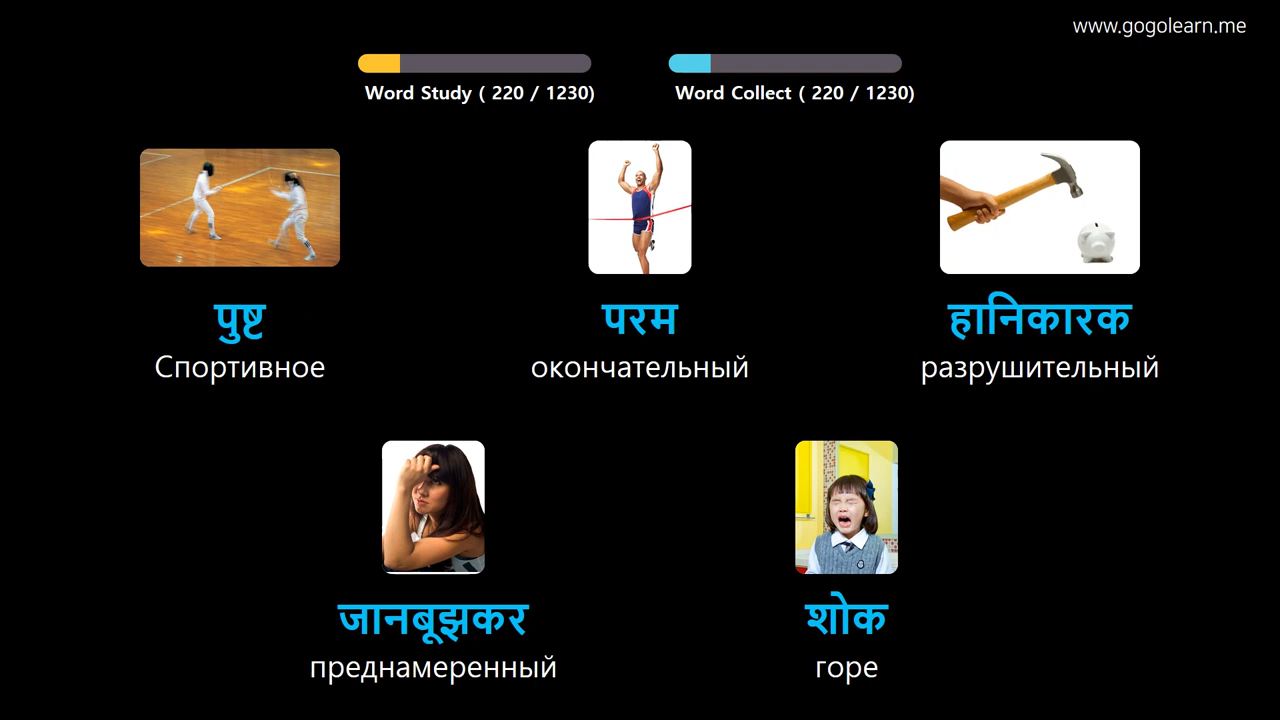 www.gogolearn.me
Word Study ( 220 / 1230)
Word Collect ( 220 / 1230)
पुष्ट
Спортивное
परम
окончательный
हानिकारक
разрушительный
जानबूझकर
преднамеренный
शोक
горе